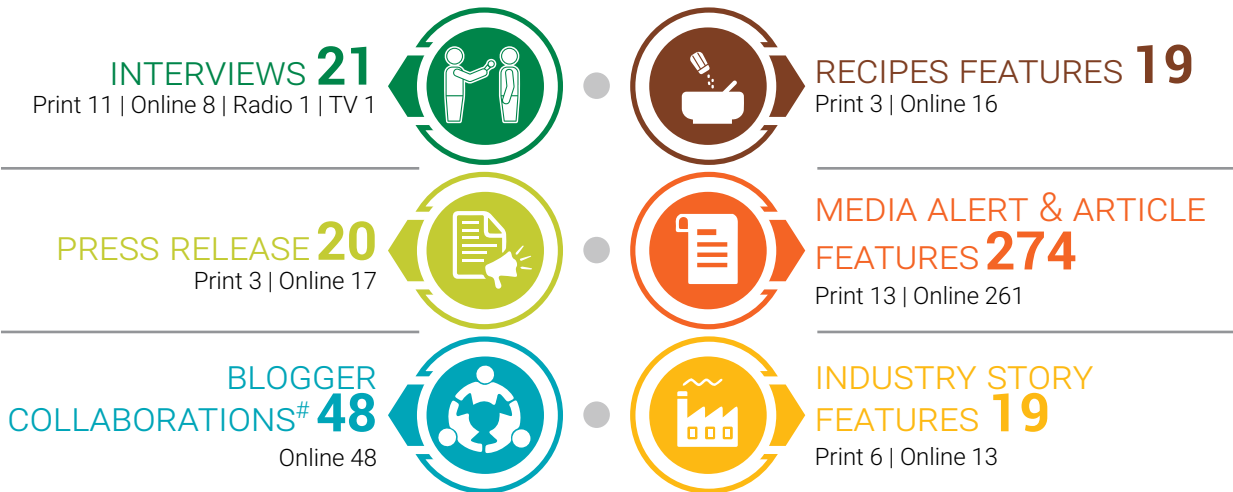 INTERVIEWS 21
Print 11 | Online 8 | Radio 1 | TV 1
RECIPES FEATURES 19
Print 3 | Online 16
PRESS RELEASE 20
Print 3 | Online 17
MEDIA ALERT & ARTICLE
FEATURES 274
Print 13 | Online 261
BLOGGER
COLLABORATIONS# 48
Online 48
INDUSTRY STORY
FEATURES 19
Print 6 | Online 13